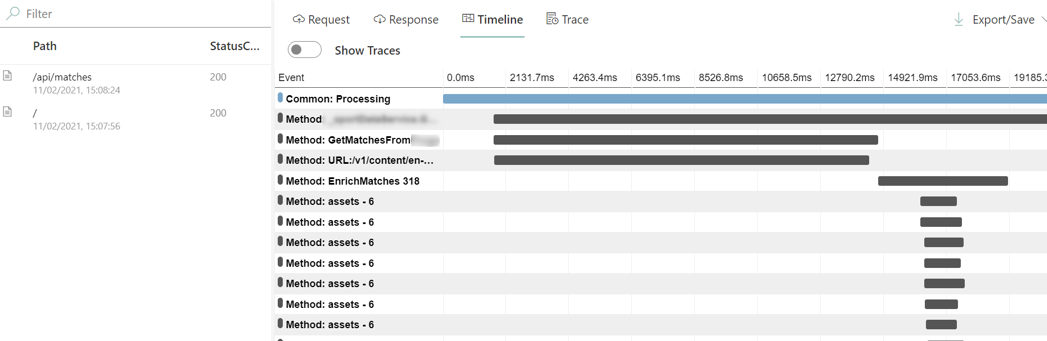 Filter
Request Response Timeline Trace Export/Save
Show Traces
Path StatusC...
/api/matches 200
11/02/2021, 15:08:24
/ 200
11/02/2021, 15:07:56
Event 0.0ms 2131.7ms 4263.4ms 6395.1ms 8526.8ms 10658.5ms 12790.2ms 14921.9ms 17053.6ms 19185.3
Common: Processing
Method:
Method: GetMatchesFrom
Method: URL:/v1/content/en-...
Method: EnrichMatches 318
Method: assets - 6
Method: assets - 6
Method: assets - 6
Method: assets - 6
Method: assets - 6
Method: assets - 6
Method: assets - 6